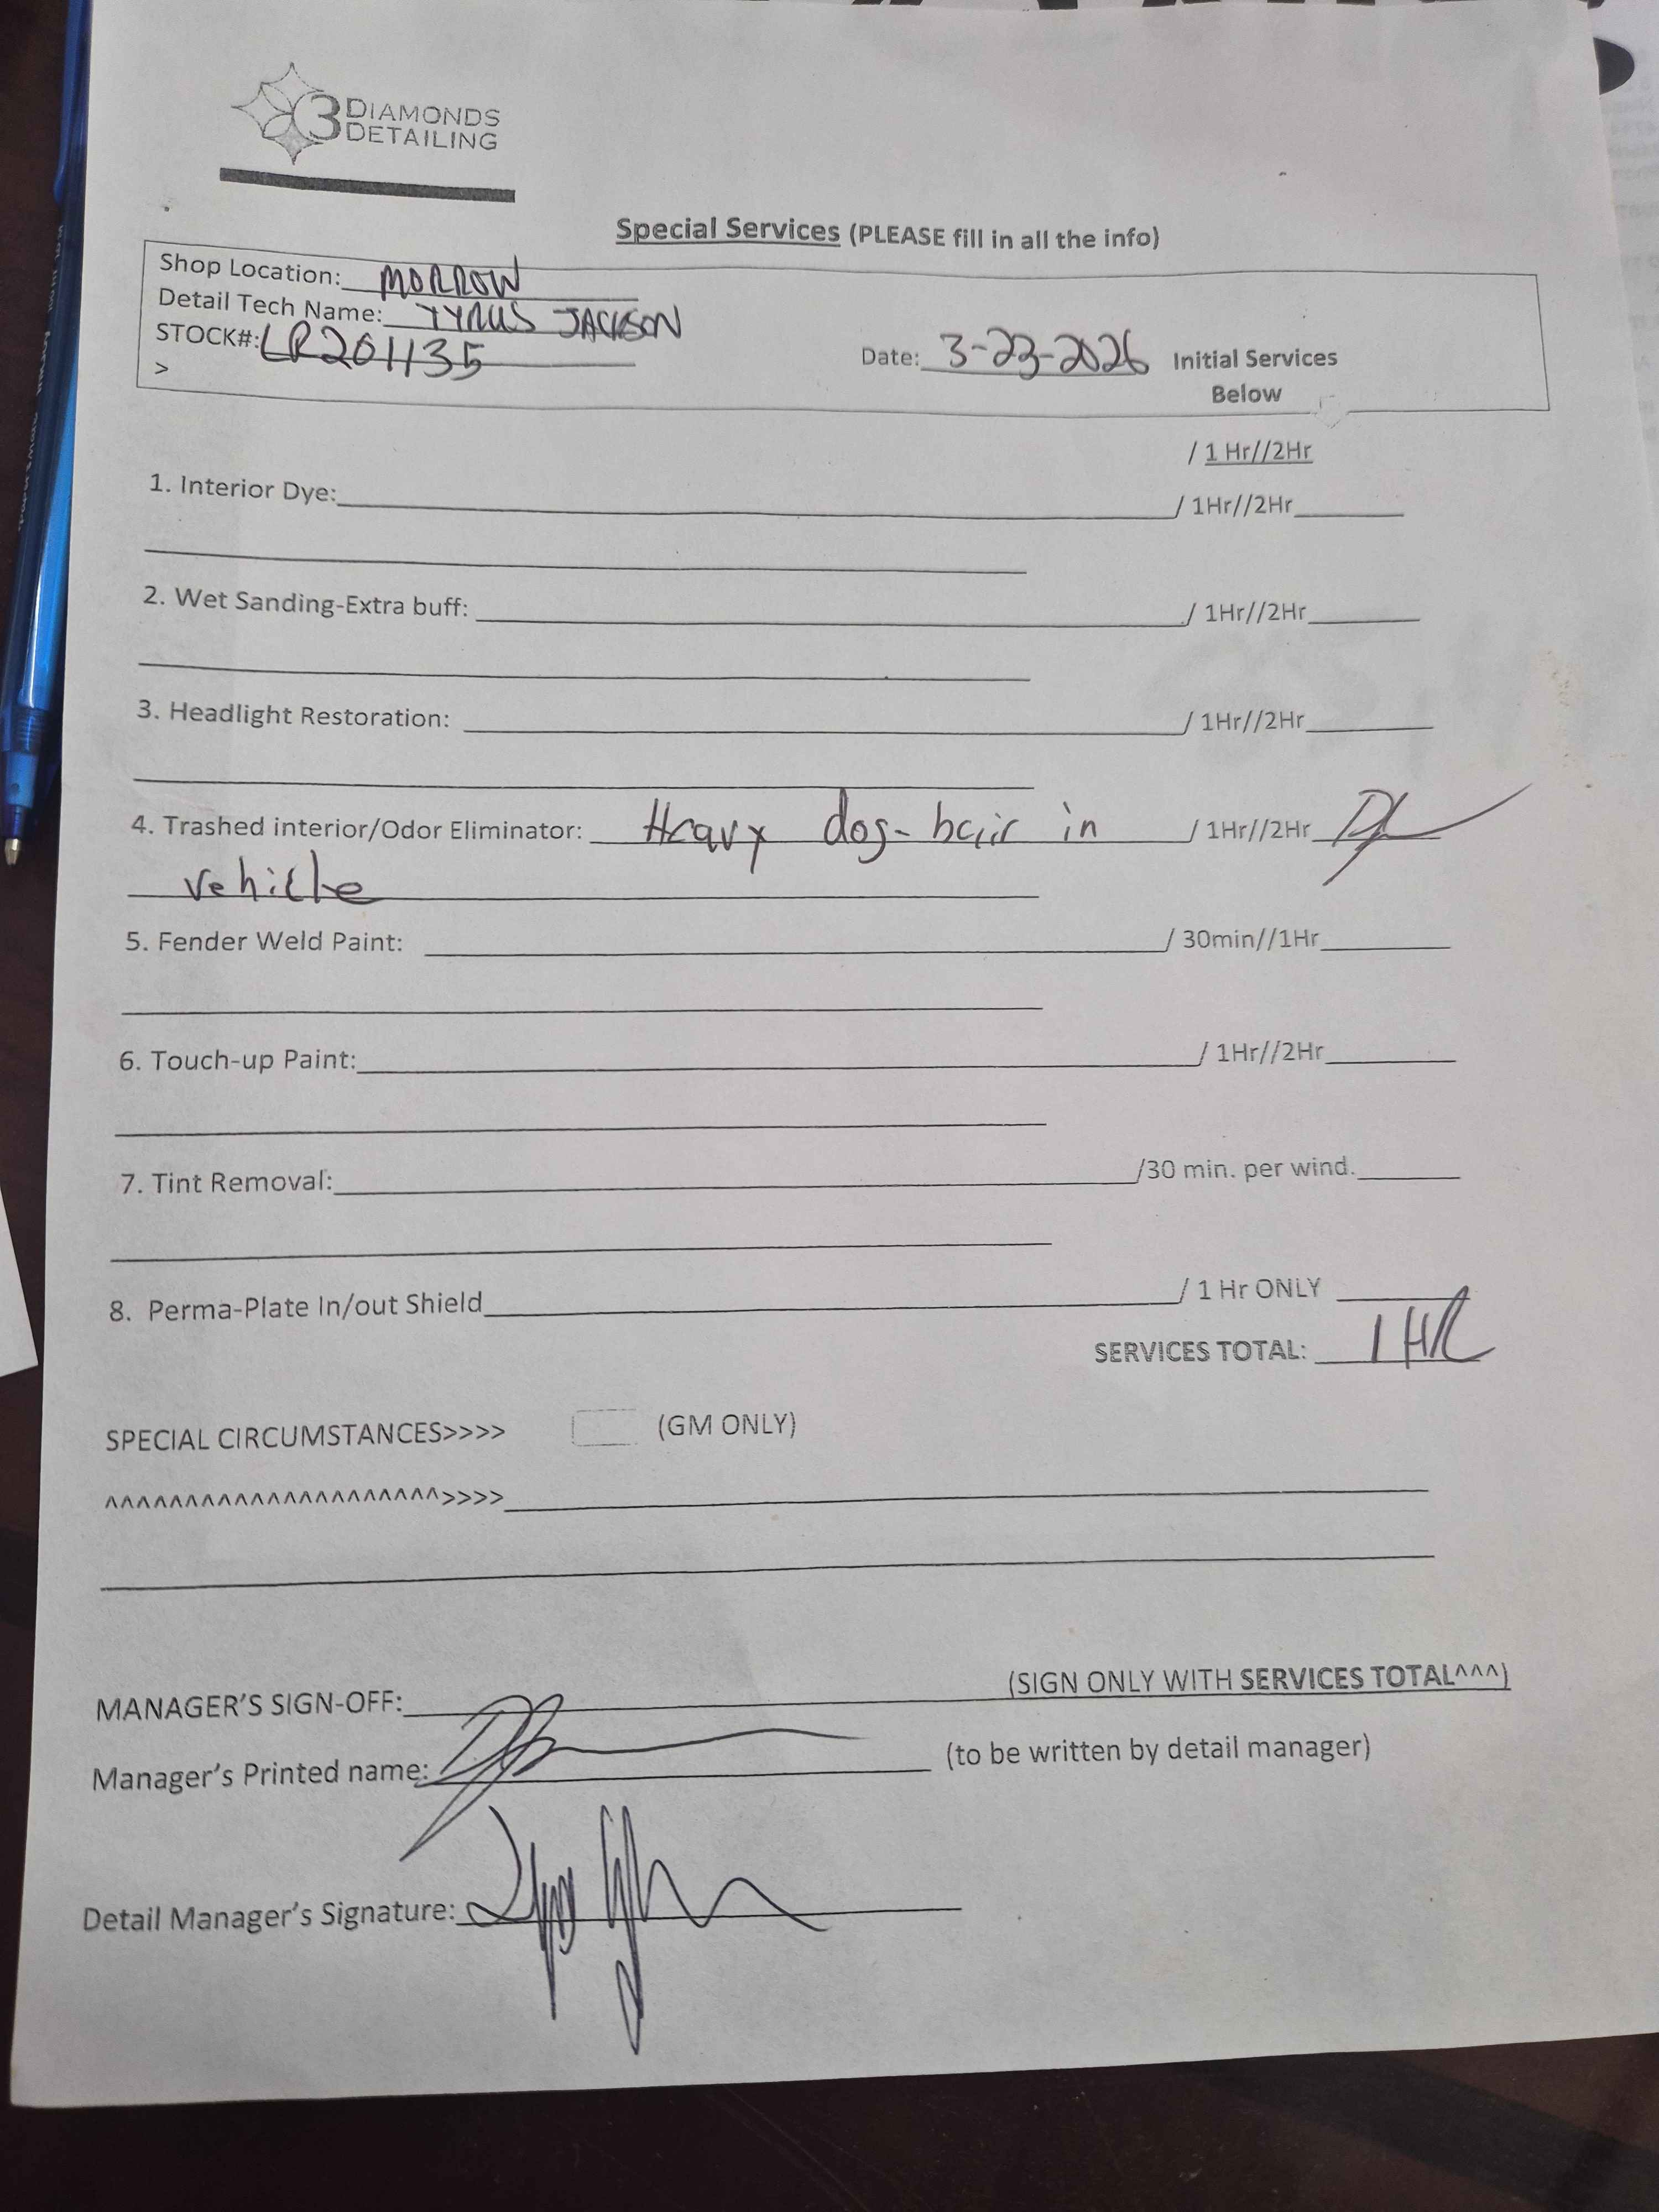 3 DIAMONDS
DETAILING
Special Services (PLEASE fill in all the info)
Shop Location: MORROW
Detail Tech Name: TYRUS JACKSON
STOCK#: LR201135
>
Date: 3-23-2026 Initial Services
Below
/ 1 Hr//2Hr
1. Interior Dye: / 1Hr//2Hr
2. Wet Sanding-Extra buff: / 1Hr//2Hr
3. Headlight Restoration: / 1Hr//2Hr
4. Trashed interior/Odor Eliminator: Heavy dog-hair in / 1Hr//2Hr
vehicle
5. Fender Weld Paint: / 30min//1Hr
6. Touch-up Paint: / 1Hr//2Hr
7. Tint Removal: /30 min. per wind.
8. Perma-Plate In/out Shield / 1 Hr ONLY
SERVICES TOTAL: 1 HR
SPECIAL CIRCUMSTANCES>>>> (GM ONLY)
^^^^^^^^^^^^^^^^^^^^^>>>>
(SIGN ONLY WITH SERVICES TOTAL^^^)
MANAGER'S SIGN-OFF:
Manager's Printed name: (to be written by detail manager)
Detail Manager's Signature: